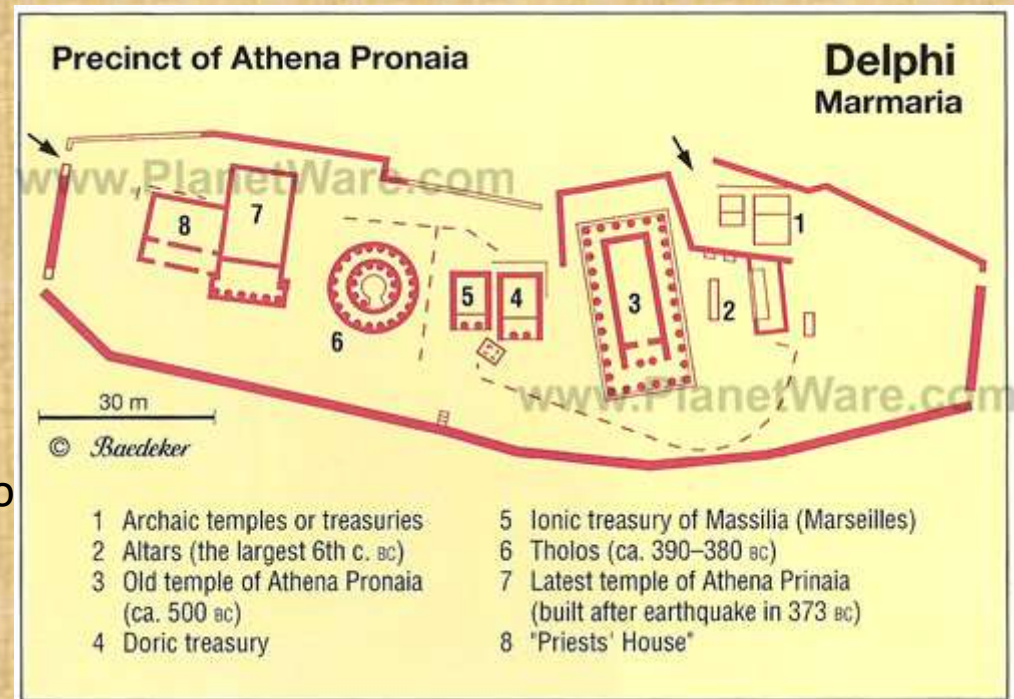 Precinct of Athena Pronaia
Delphi
Marmaria
www.PlanetWare.com
8
7
6
5
4
3
2
1
www.PlanetWare.com
30 m
© Baedeker
o
1 Archaic temples or treasuries
2 Altars (the largest 6th c. BC)
3 Old temple of Athena Pronaia
(ca. 500 BC)
4 Doric treasury
5 Ionic treasury of Massilia (Marseilles)
6 Tholos (ca. 390–380 BC)
7 Latest temple of Athena Prinaia
(built after earthquake in 373 BC)
8 "Priests' House"